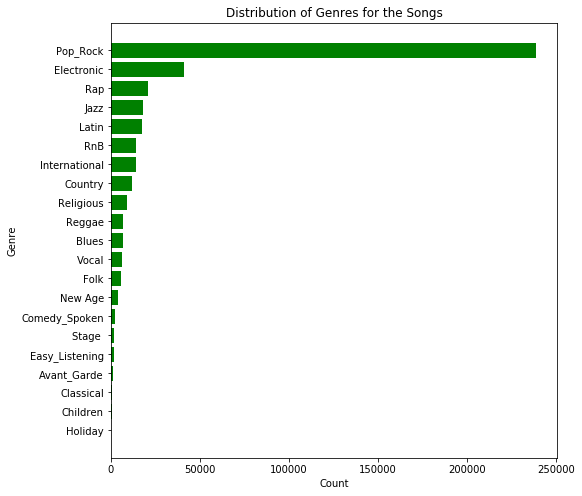 Distribution of Genres for the Songs
Genre
Pop_Rock
Electronic
Rap
Jazz
Latin
RnB
International
Country
Religious
Reggae
Blues
Vocal
Folk
New Age
Comedy_Spoken
Stage
Easy_Listening
Avant_Garde
Classical
Children
Holiday
0 50000 100000 150000 200000 250000
Count